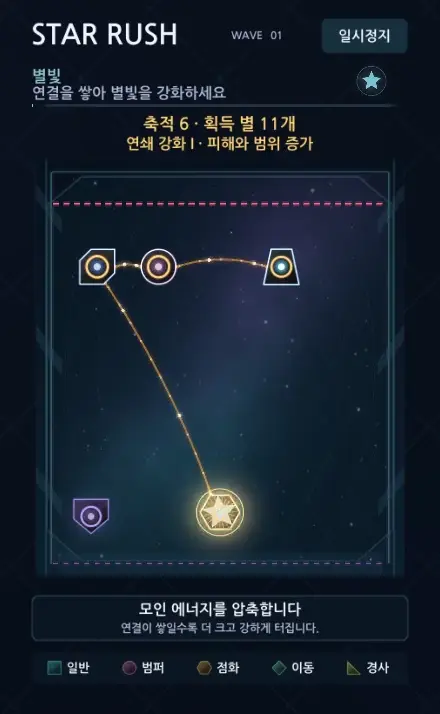 STAR RUSH
WAVE 01
일시정지
별빛
연결을 쌓아 별빛을 강화하세요
축적 6 · 획득 별 11개
연쇄 강화 I · 피해와 범위 증가
모인 에너지를 압축합니다
연결이 쌓일수록 더 크고 강하게 터집니다.
일반 범퍼 점화 이동 경사